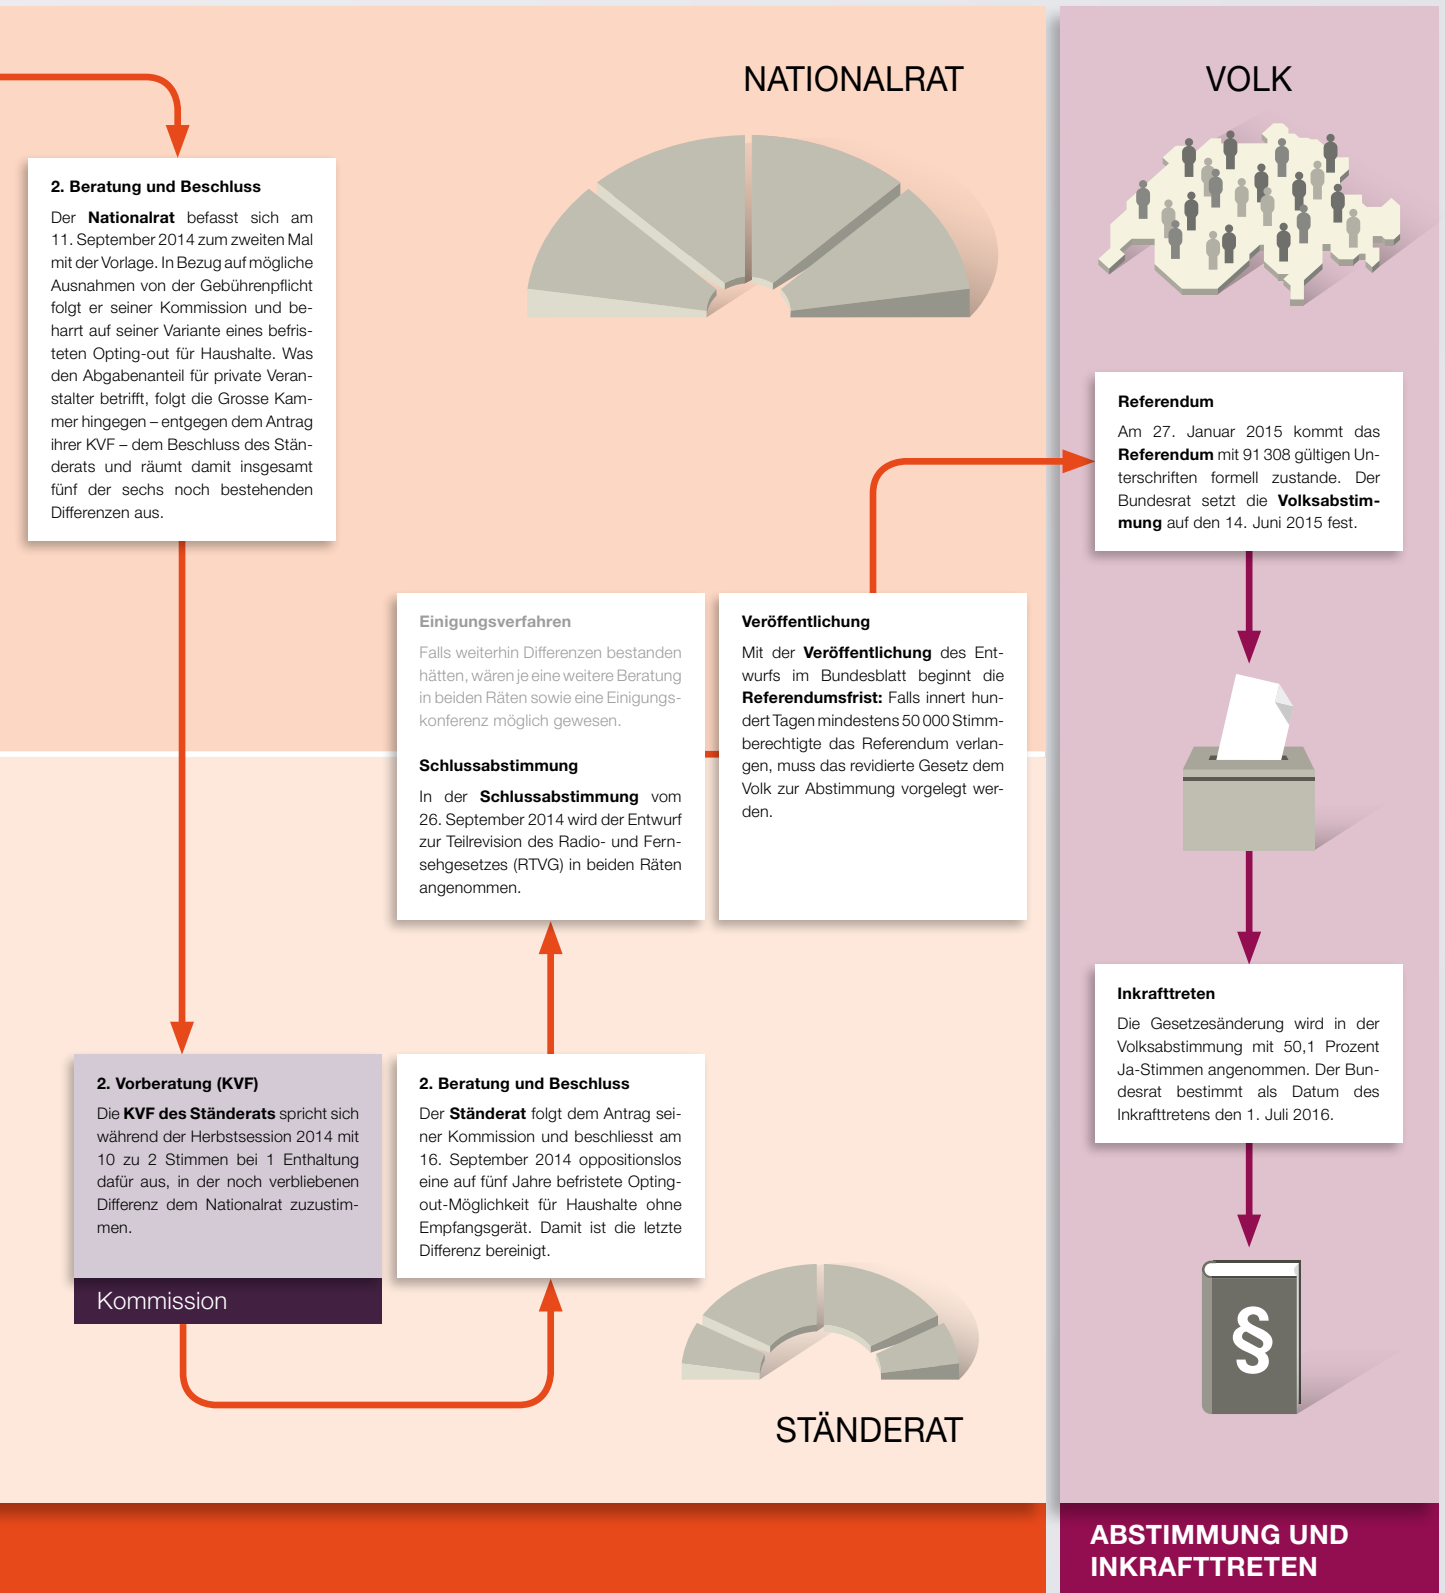 NATIONALRAT
VOLK
2. Beratung und Beschluss
Der Nationalrat befasst sich am
11. September 2014 zum zweiten Mal
mit der Vorlage. In Bezug auf mögliche
Ausnahmen von der Gebührenpflicht
folgt er seiner Kommission und be-
harrt auf seiner Variante eines befris-
teten Opting-out für Haushalte. Was
den Abgabenanteil für private Veran-
stalter betrifft, folgt die Grosse Kam-
mer hingegen – entgegen dem Antrag
ihrer KVF – dem Beschluss des Stän-
derats und räumt damit insgesamt
fünf der sechs noch bestehenden
Differenzen aus.
2. Vorberatung (KVF)
Die KVF des Ständerats spricht sich
während der Herbstsession 2014 mit
10 zu 2 Stimmen bei 1 Enthaltung
dafür aus, in der noch verbliebenen
Differenz dem Nationalrat zuzustim-
men.
Kommission
2. Beratung und Beschluss
Der Ständerat folgt dem Antrag sei-
ner Kommission und beschliesst am
16. September 2014 oppositionslos
eine auf fünf Jahre befristete Opting-
out-Möglichkeit für Haushalte ohne
Empfangsgerät. Damit ist die letzte
Differenz bereinigt.
Einigungsverfahren
Falls weiterhin Differenzen bestanden
hätten, wären je eine weitere Beratung
in beiden Räten sowie eine Einigungs-
konferenz möglich gewesen.
Schlussabstimmung
In der Schlussabstimmung vom
26. September 2014 wird der Entwurf
zur Teilrevision des Radio- und Fern-
sehgesetzes (RTVG) in beiden Räten
angenommen.
Veröffentlichung
Mit der Veröffentlichung des Ent-
wurfs im Bundesblatt beginnt die
Referendumsfrist: Falls innert hun-
dert Tagen mindestens 50 000 Stimm-
berechtigte das Referendum verlan-
gen, muss das revidierte Gesetz dem
Volk zur Abstimmung vorgelegt wer-
den.
STÄNDERAT
Referendum
Am 27. Januar 2015 kommt das
Referendum mit 91 308 gültigen Un-
terschriften formell zustande. Der
Bundesrat setzt die Volksabstim-
mung auf den 14. Juni 2015 fest.
Inkrafttreten
Die Gesetzesänderung wird in der
Volksabstimmung mit 50,1 Prozent
Ja-Stimmen angenommen. Der Bun-
desrat bestimmt als Datum des
Inkrafttretens den 1. Juli 2016.
§
ABSTIMMUNG UND
INKRAFTTRETEN